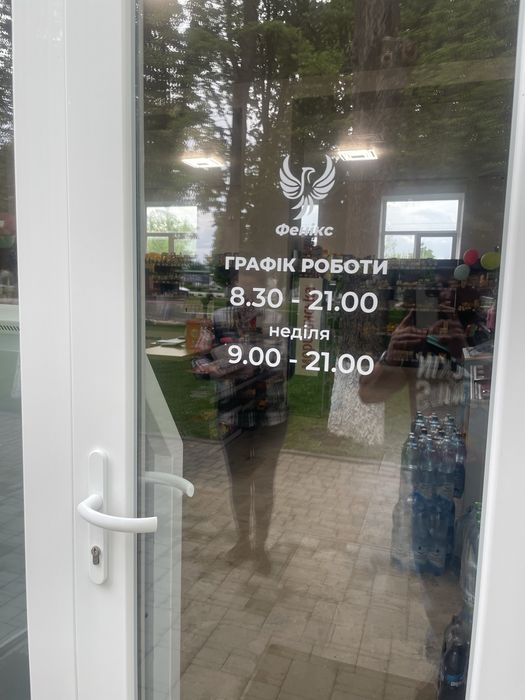 Фенікс
ГРАФІК РОБОТИ
8.30 - 21.00
неділя
9.00 - 21.00